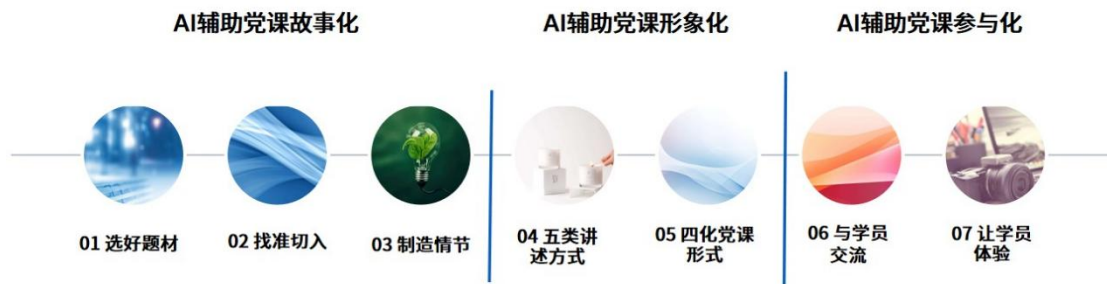 AI辅助党课故事化
AI辅助党课形象化
AI辅助党课参与化
01 选好题材
02 找准切入
03 制造情节
04 五类讲
述方式
05 四化党课
形式
06 与学员
交流
07 让学员
体验